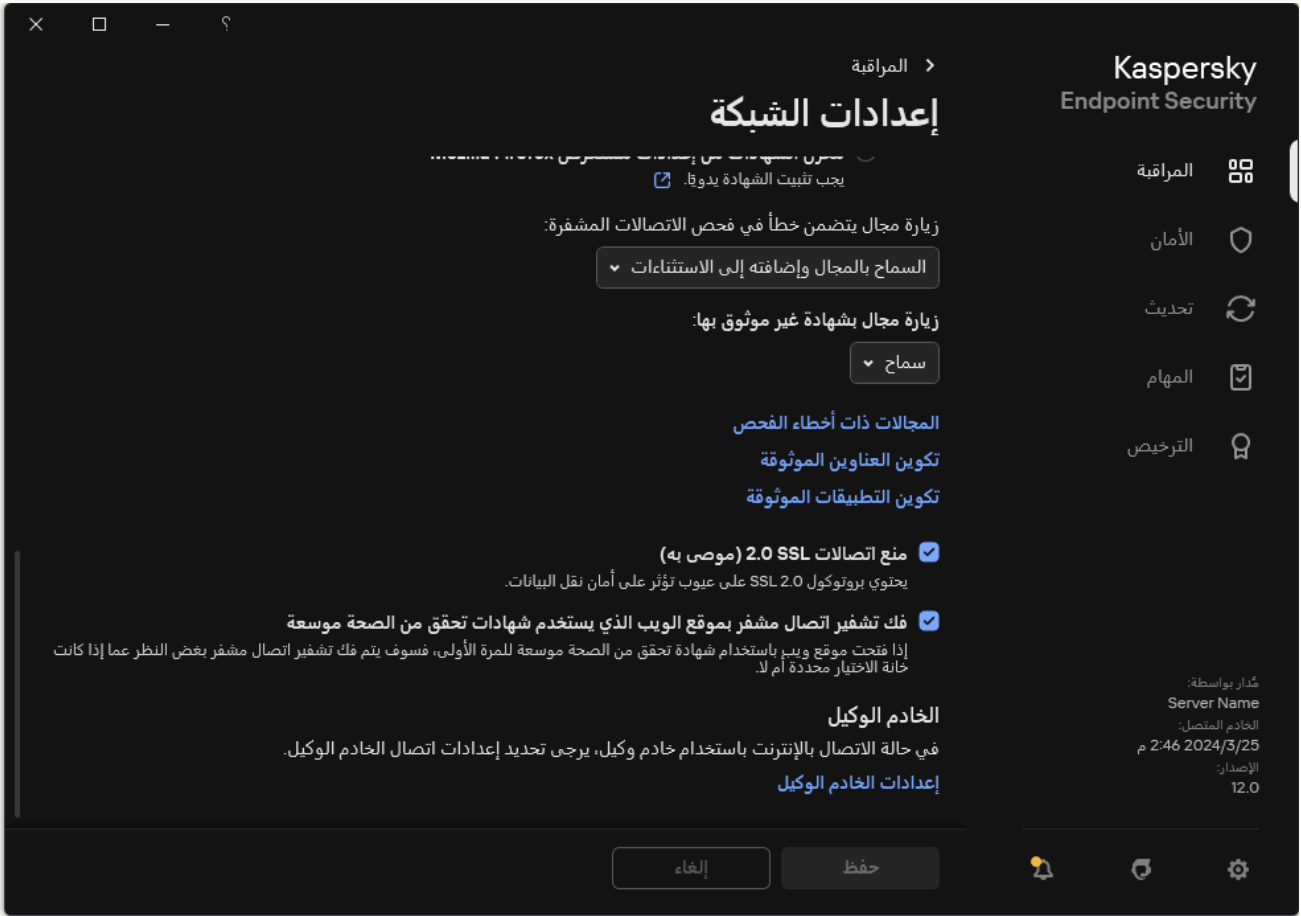 ؟
Kaspersky
Endpoint Security
المراقبة
الأمان
تحديث
المهام
الترخيص
مُدار بواسطة:
Server Name
الخادم المتصل:
2024/3/25 2:46 م
الإصدار:
12.0
المراقبة
إعدادات الشبكة
يجب تثبيت الشهادة يدويًا.
زيارة مجال يتضمن خطأ في فحص الاتصالات المشفرة:
السماح بالمجال وإضافته إلى الاستثناءات
زيارة مجال بشهادة غير موثوق بها:
سماح
المجالات ذات أخطاء الفحص
تكوين العناوين الموثوقة
تكوين التطبيقات الموثوقة
منع اتصالات SSL 2.0 (موصى به)
يحتوي بروتوكول SSL 2.0 على عيوب تؤثر على أمان نقل البيانات.
فك تشفير اتصال مشفر بموقع الويب الذي يستخدم شهادات تحقق من الصحة موسعة
إذا فتحت موقع ويب باستخدام شهادة تحقق من الصحة موسعة للمرة الأولى، فسوف يتم فك تشفير اتصال مشفر بغض النظر عما إذا كانت
خانة الاختيار محددة أم لا.
الخادم الوكيل
في حالة الاتصال بالإنترنت باستخدام خادم وكيل، يرجى تحديد إعدادات اتصال الخادم الوكيل.
إعدادات الخادم الوكيل
حفظ
إلغاء